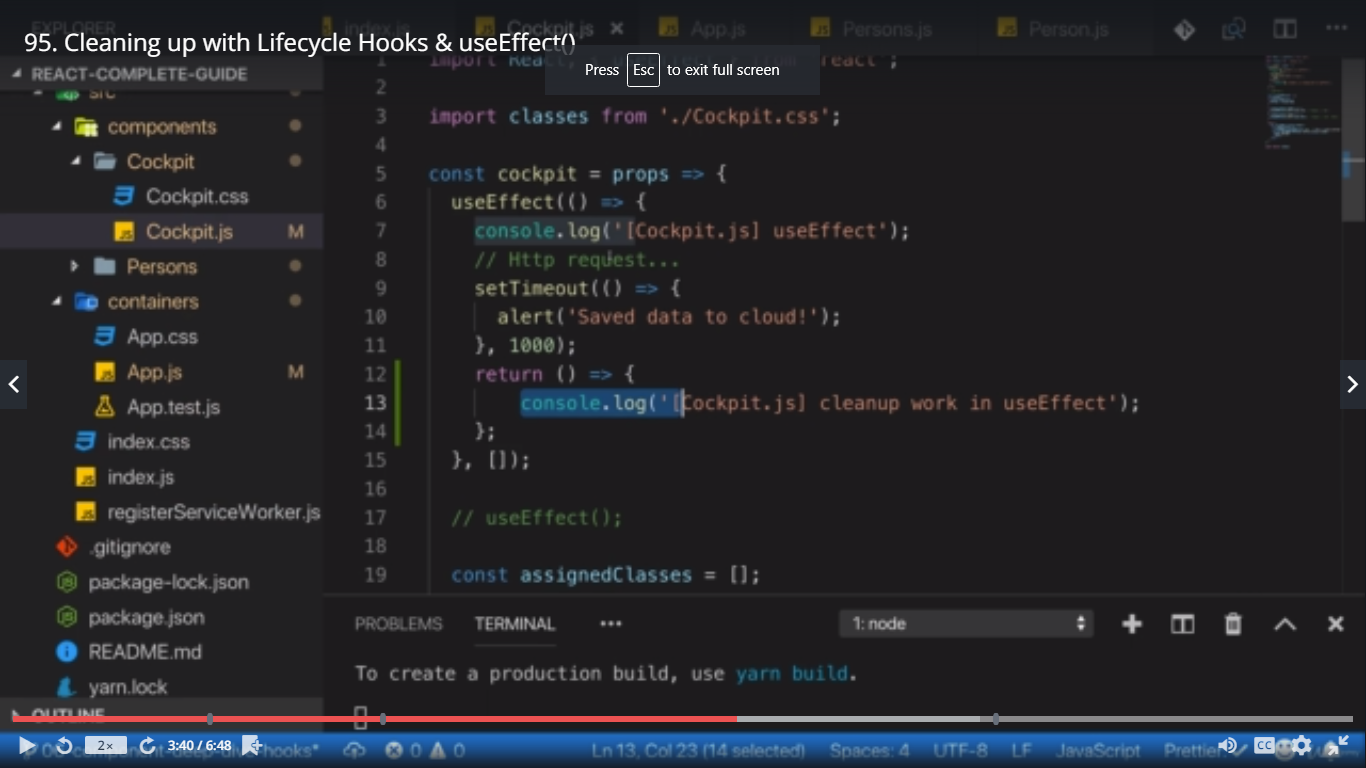 95. Cleaning up with Lifecycle Hooks & useEffect()
EXPLORER
index.js
Cockpit.js
App.js
Persons.js
Person.js
Press Esc to exit full screen
REACT-COMPLETE-GUIDE
src
components
Cockpit
Cockpit.css
Cockpit.js M
Persons
containers
App.css
App.js M
App.test.js
index.css
index.js
registerServiceWorker.js
.gitignore
package-lock.json
package.json
README.md
yarn.lock
OUTLINE
1 import React, from 'react';
2
3 import classes from './Cockpit.css';
4
5 const cockpit = props => {
6 useEffect(() => {
7 console.log('[Cockpit.js] useEffect');
8 // Http request...
9 setTimeout(() => {
10 alert('Saved data to cloud!');
11 }, 1000);
12 return () => {
13 console.log('[Cockpit.js] cleanup work in useEffect');
14 };
15 }, []);
16
17 // useEffect();
18
19 const assignedClasses = [];
PROBLEMS TERMINAL
1: node
To create a production build, use yarn build.
2x
3:40 / 6:48
0 0
Ln 13, Col 23 (14 selected)
Spaces: 4
UTF-8
LF
JavaScript
Prettier
CC